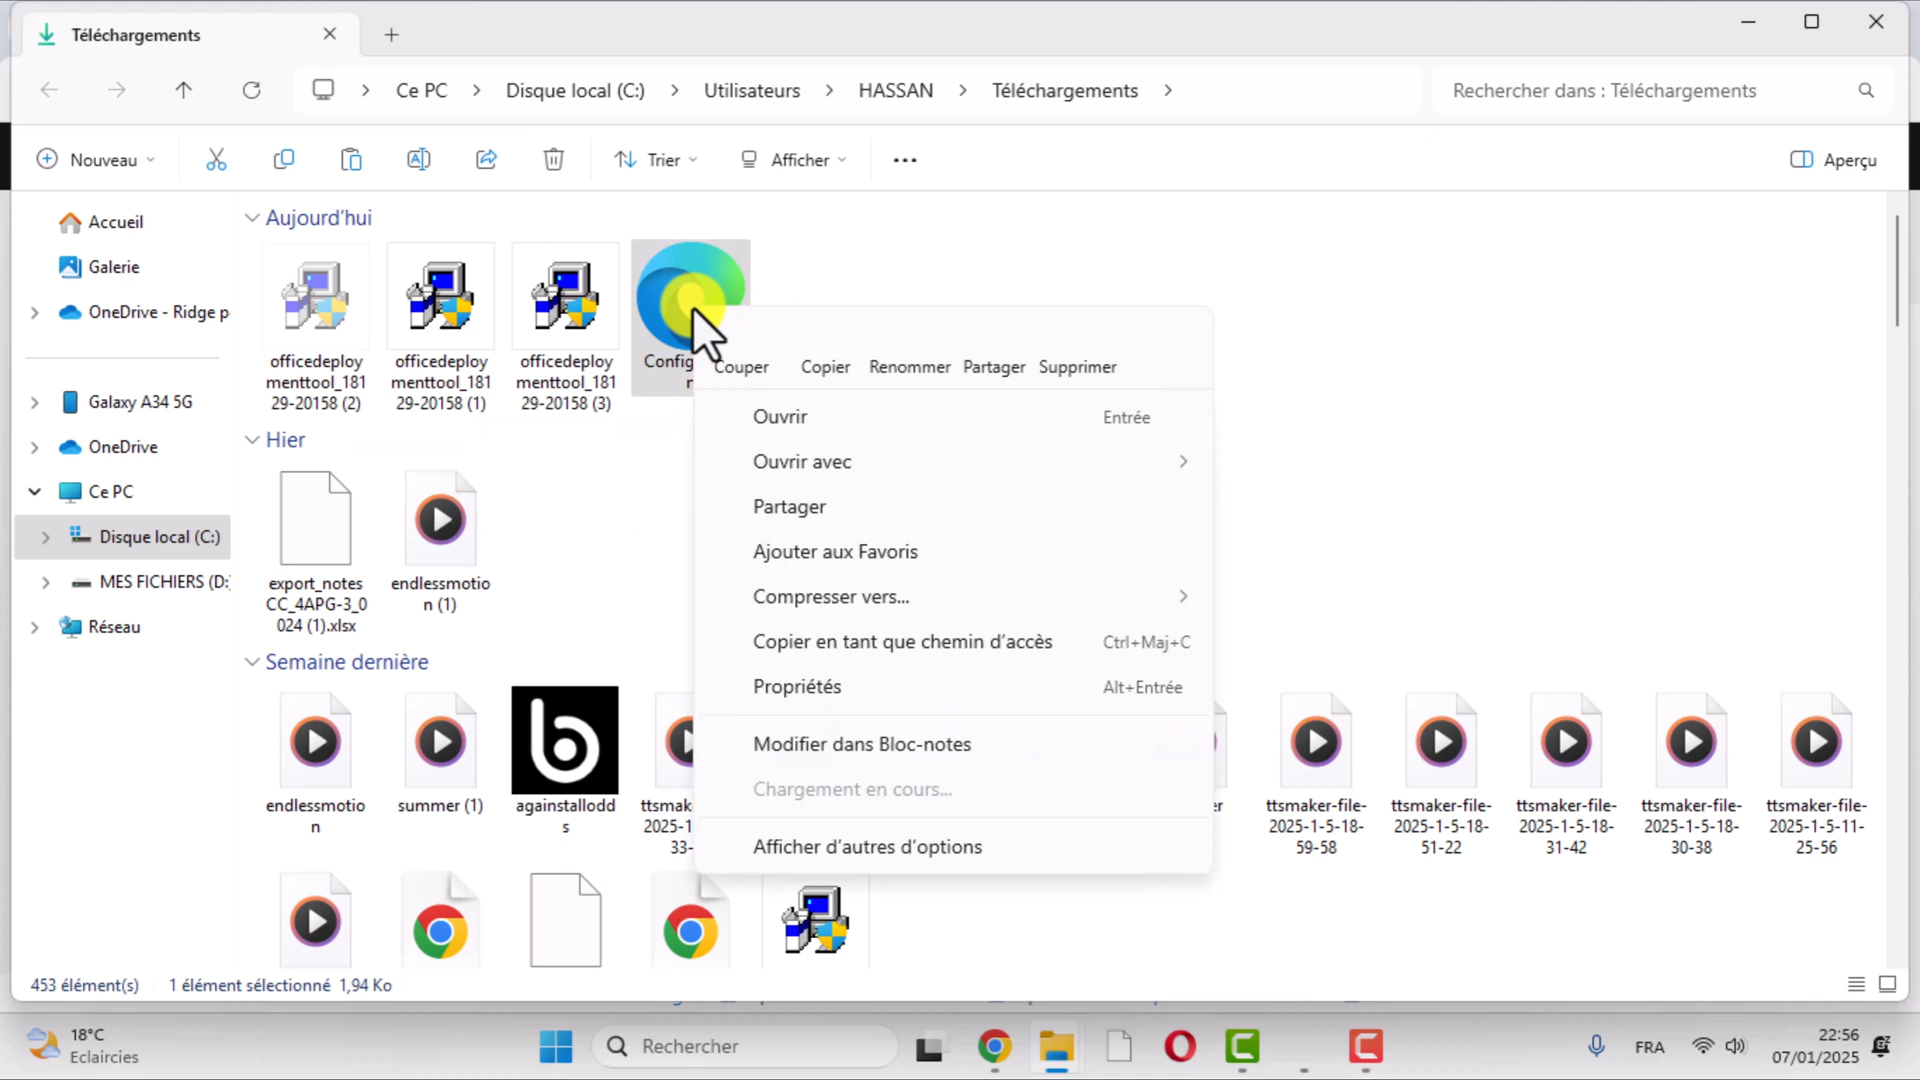 Téléchargements
Ce PC
Disque local (C:)
Utilisateurs
HASSAN
Téléchargements
Rechercher dans : Téléchargements
Nouveau
Trier
Afficher
Aperçu
Accueil
Galerie
OneDrive - Ridge p
Galaxy A34 5G
OneDrive
Ce PC
Disque local (C:)
MES FICHIERS (D:
Réseau
Aujourd'hui
officedeploy
menttool_181
29-20158 (2)
officedeploy
menttool_181
29-20158 (1)
officedeploy
menttool_181
29-20158 (3)
Config
n
Hier
export_notes
CC_4APG-3_0
024 (1).xlsx
endlessmotio
n (1)
Semaine dernière
endlessmotio
n
summer (1)
againstallodd
s
ttsmak
2025-1
33-
er
ttsmaker-file-
2025-1-5-18-
59-58
ttsmaker-file-
2025-1-5-18-
51-22
ttsmaker-file-
2025-1-5-18-
31-42
ttsmaker-file-
2025-1-5-18-
30-38
ttsmaker-file-
2025-1-5-11-
25-56
Couper
Copier
Renommer
Partager
Supprimer
Ouvrir Entrée
Ouvrir avec
Partager
Ajouter aux Favoris
Compresser vers...
Copier en tant que chemin d'accès Ctrl+Maj+C
Propriétés Alt+Entrée
Modifier dans Bloc-notes
Chargement en cours...
Afficher d'autres d'options
453 élément(s)
1 élément sélectionné 1,94 Ko
18°C
Eclaircies
Rechercher
FRA
22:56
07/01/2025